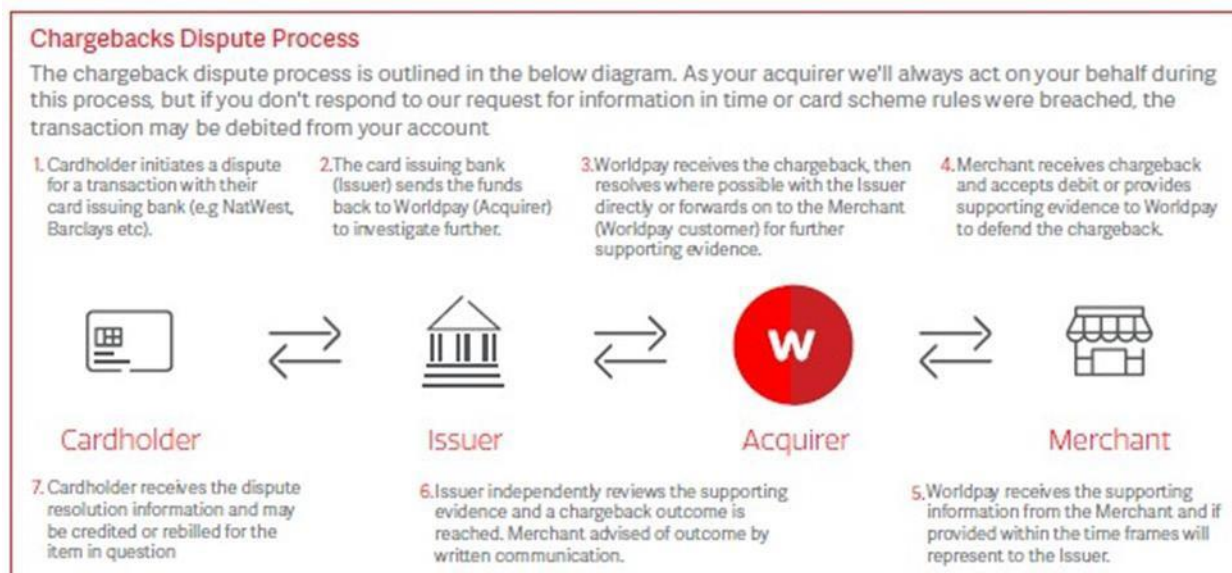 Chargebacks Dispute Process
The chargeback dispute process is outlined in the below diagram. As your acquirer we'll always act on your behalf during
this process, but if you don't respond to our request for information in time or card scheme rules were breached, the
transaction may be debited from your account
1. Cardholder initiates a dispute
for a transaction with their
card issuing bank (e.g NatWest,
Barclays etc).
2.The card issuing bank
(Issuer) sends the funds
back to Worldpay (Acquirer)
to investigate further.
3.Worldpay receives the chargeback, then
resolves where possible with the Issuer
directly or forwards on to the Merchant
(Worldpay customer) for further
supporting evidence.
4.Merchant receives chargeback
and accepts debit or provides
supporting evidence to Worldpay
to defend the chargeback.
W
Cardholder
Issuer
Acquirer
Merchant
7. Cardholder receives the dispute
resolution information and may
be credited or rebilled for the
item in question
6.Issuer independently reviews the supporting
evidence and a chargeback outcome is
reached. Merchant advised of outcome by
written communication.
5.Worldpay receives the supporting
information from the Merchant and if
provided within the time frames will
represent to the Issuer.